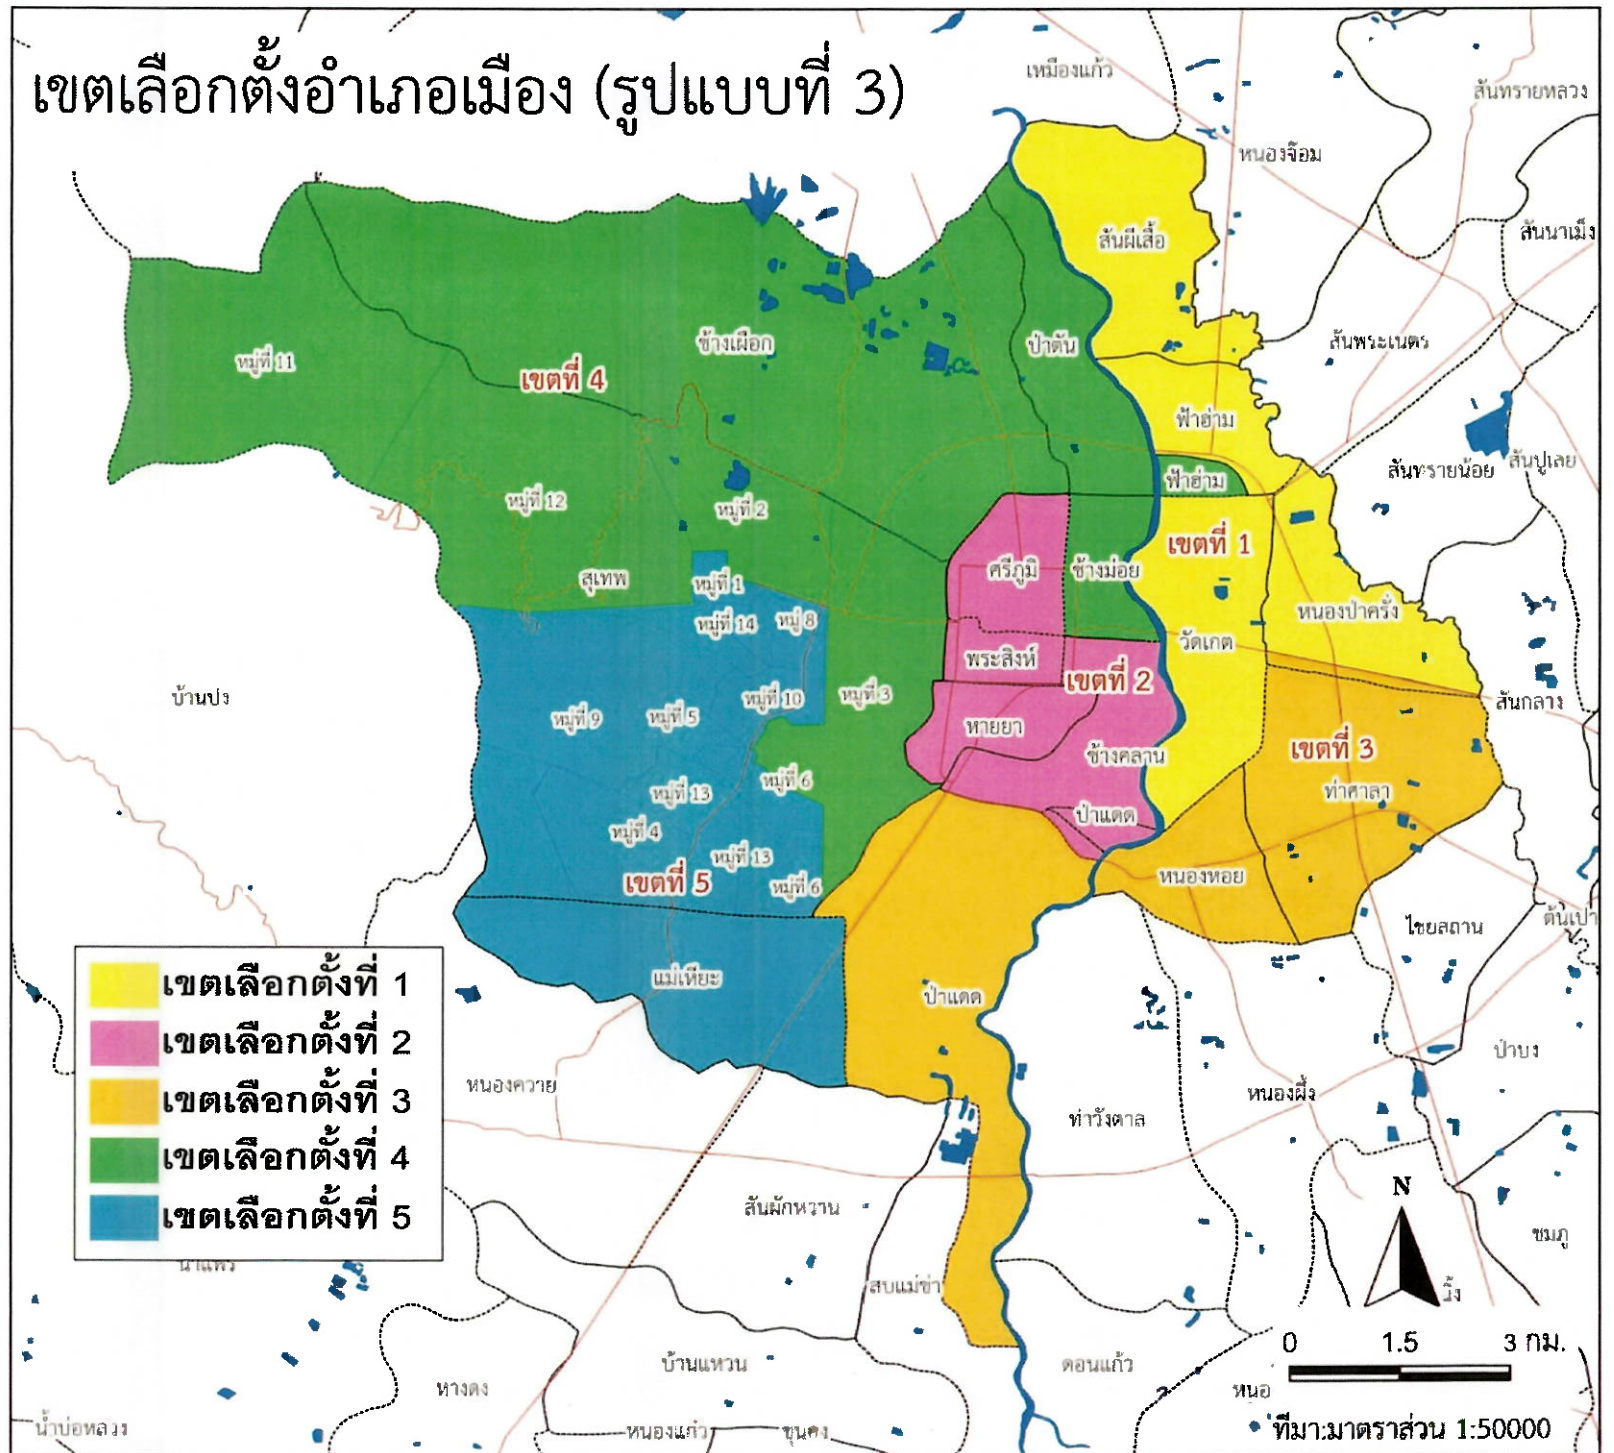 เขตเลือกตั้งอำเภอเมือง (รูปแบบที่ 3)
เหมืองแก้ว
สันทรายหลวง
หนองจ๊อม
สันผีเสื้อ
สันนาเม็ง
ช้างเผือก
ป่าตัน
สันพระเนตร
หมู่ที่ 11
เขตที่ 4
ฟ้าฮ่าม
สันทรายน้อย
สันปูเลย
ฟ้าฮ่าม
หมู่ที่ 12
หมู่ที่ 2
เขตที่ 1
ศรีภูมิ
ช้างม่อย
สุเทพ
หมู่ที่ 1
หนองป่าครั่ง
หมู่ที่ 14
หมู่ 8
วัดเกต
พระสิงห์
เขตที่ 2
บ้านปง
หมู่ที่ 10
หมู่ที่ 3
สันกลาง
หมู่ที่ 9
หมู่ที่ 5
หายยา
เขตที่ 3
ช้างคลาน
หมู่ที่ 6
ท่าศาลา
หมู่ที่ 13
ป่าแดด
หมู่ที่ 4
หมู่ที่ 13
เขตที่ 5
หมู่ที่ 6
หนองหอย
ไชยสถาน
ต้นเปา
แม่เหียะ
ป่าแดด
เขตเลือกตั้งที่ 1
เขตเลือกตั้งที่ 2
เขตเลือกตั้งที่ 3
เขตเลือกตั้งที่ 4
เขตเลือกตั้งที่ 5
ป่าบง
หนองควาย
หนองผึ้ง
ท่าวังตาล
สันผักหวาน
N
ชมภู
น้ำแพร่
สบแม่ข่า
0 1.5 3 กม.
บ้านแหวน
ดอนแก้ว
หางดง
หนอ
น้ำบ่อหลวง
หนองแก๋ว
ขุนคง
ที่มา:มาตราส่วน 1:50000